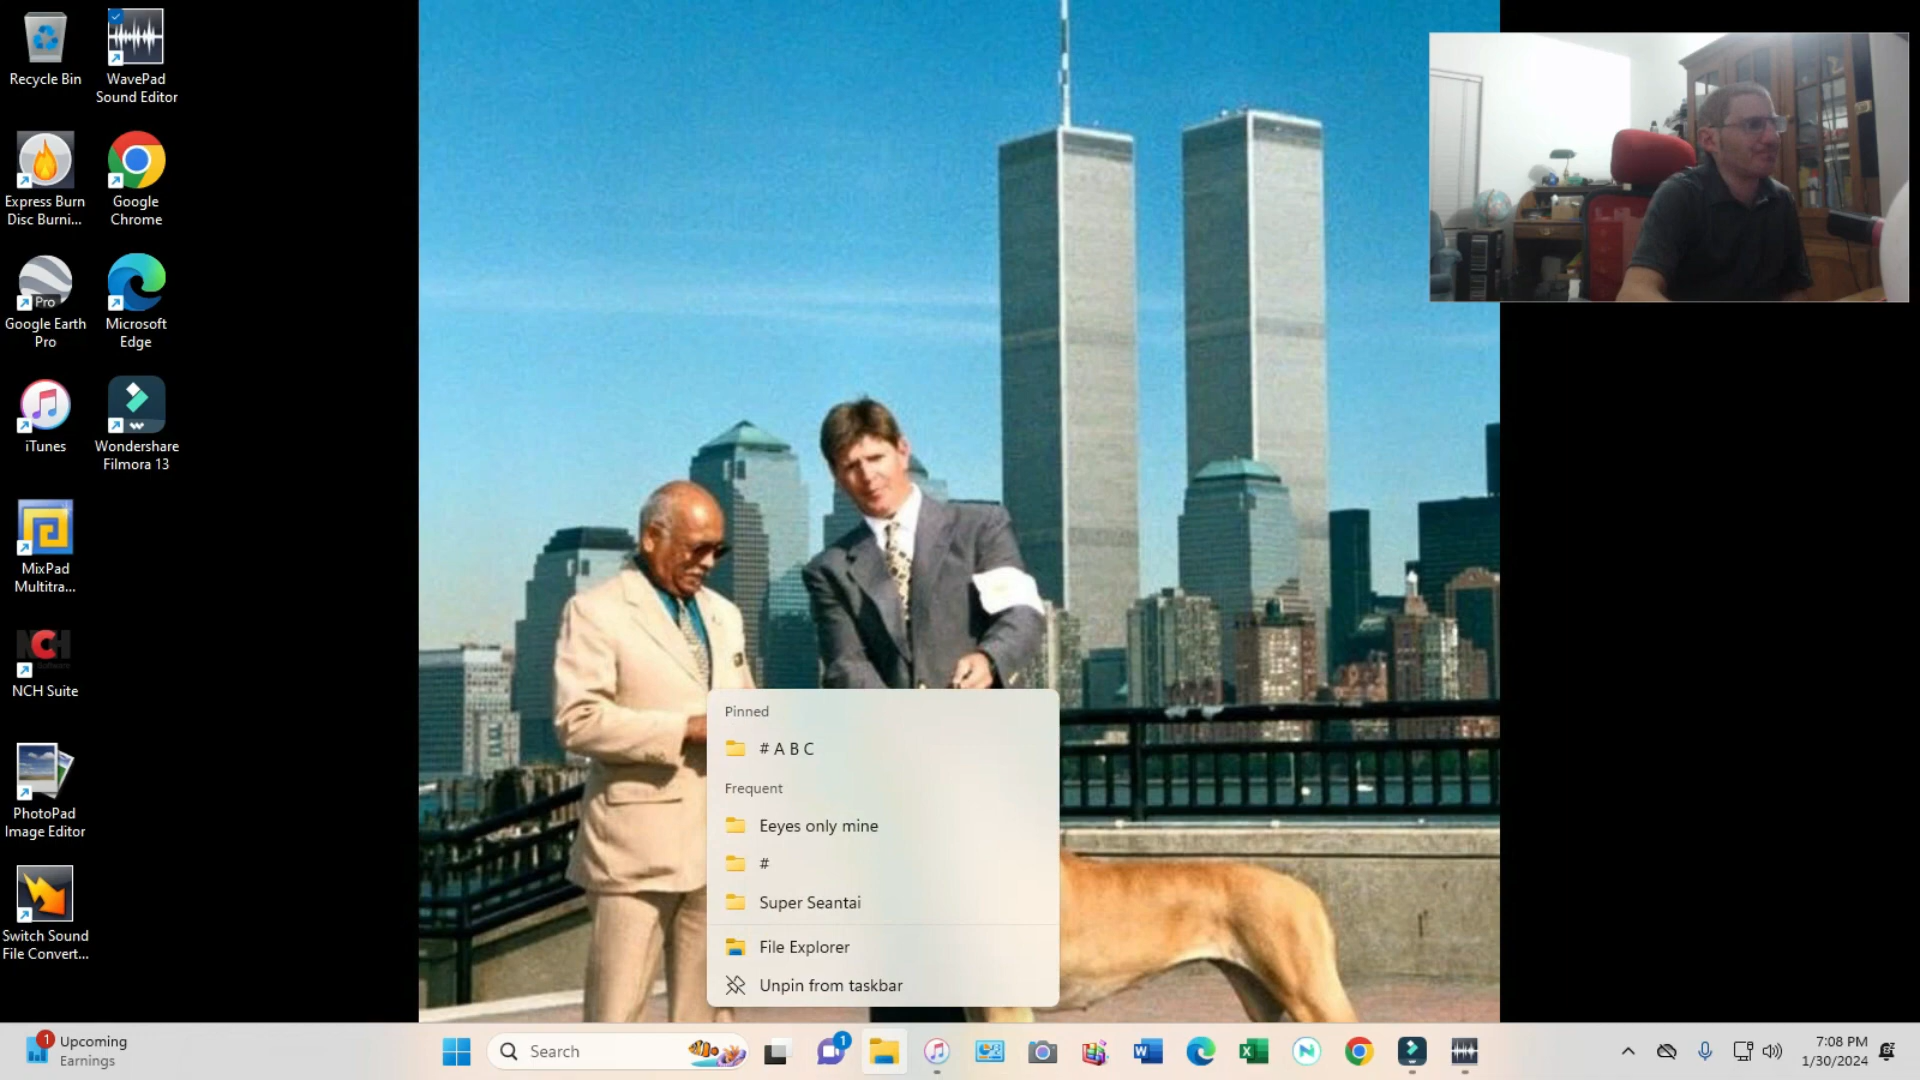 Recycle Bin
WavePad
Sound Editor
Express Burn
Disc Burni...
Google
Chrome
Pro
Google Earth
Pro
Microsoft
Edge
iTunes
Wondershare
Filmora 13
MixPad
Multitra...
NCH
NCH Suite
PhotoPad
Image Editor
Switch Sound
File Convert...
Pinned
# A B C
Frequent
Eeyes only mine
#
Super Seantai
File Explorer
Unpin from taskbar
1
Upcoming
Earnings
Search
1
7:08 PM
1/30/2024